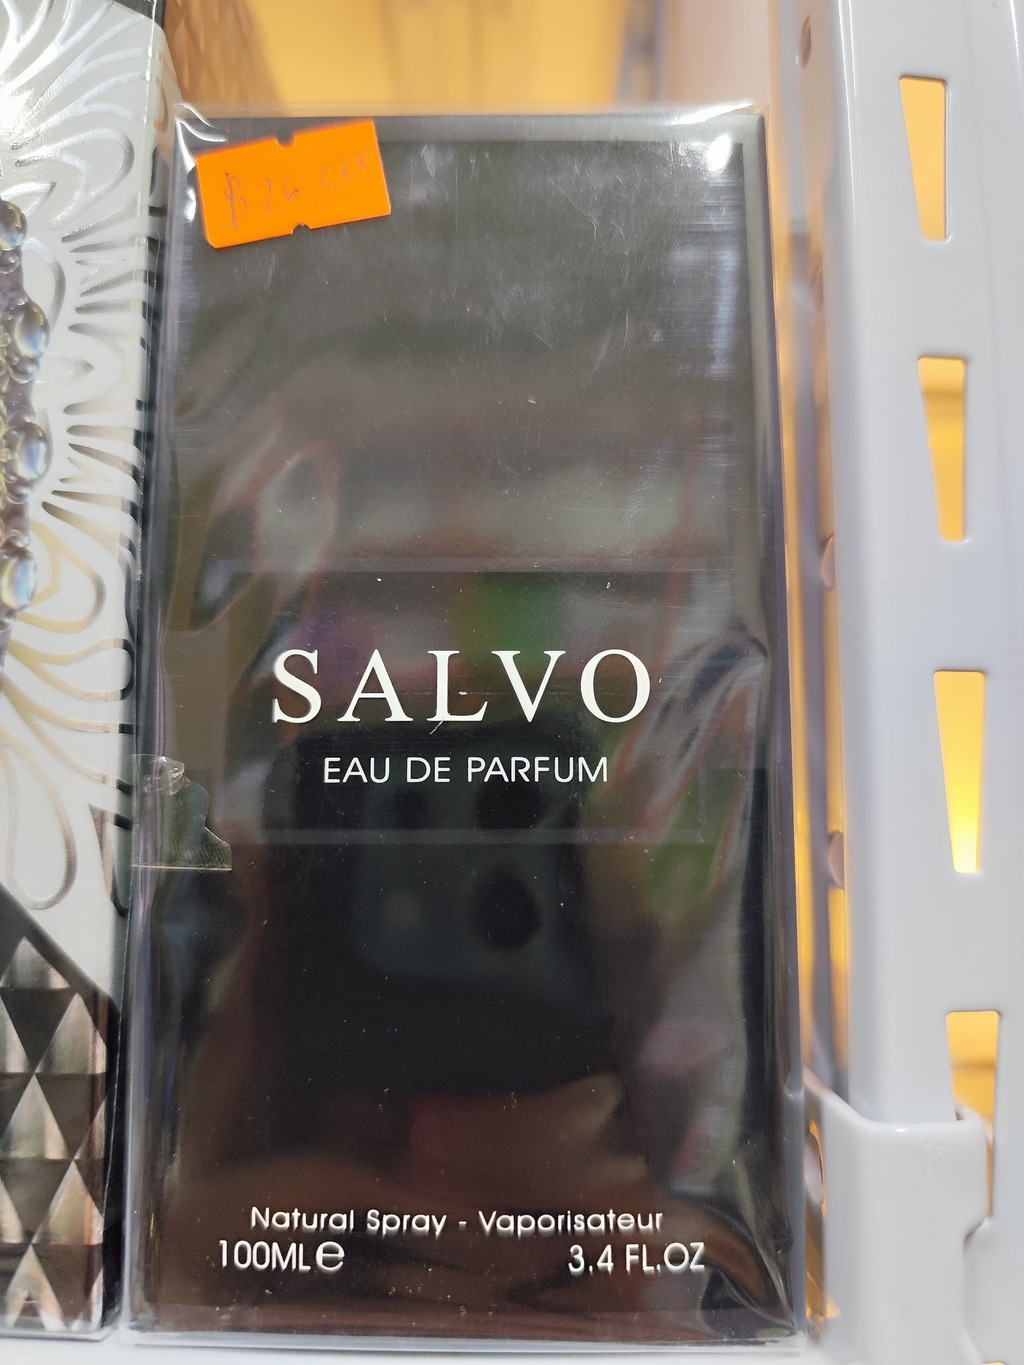 SALVO
EAU DE PARFUM
Natural Spray - Vaporisateur
100ML e
3.4 FL.OZ